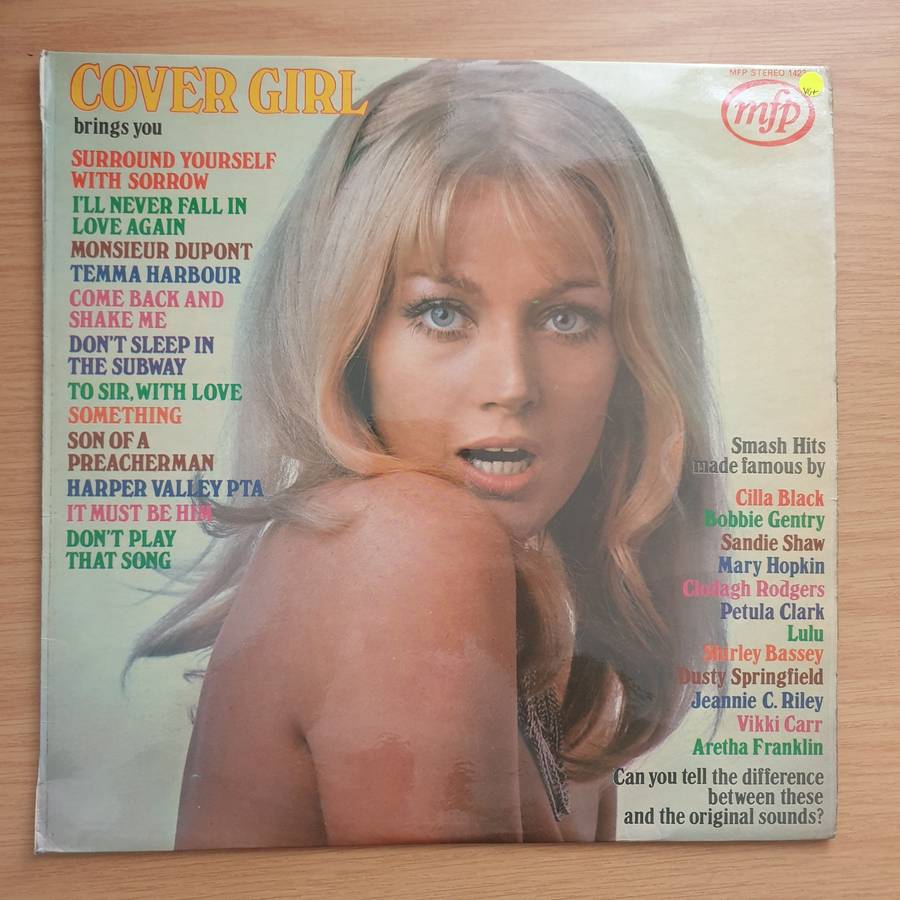 COVER GIRL
brings you
SURROUND YOURSELF
WITH SORROW
I'LL NEVER FALL IN
LOVE AGAIN
MONSIEUR DUPONT
TEMMA HARBOUR
COME BACK AND
SHAKE ME
DON'T SLEEP IN
THE SUBWAY
TO SIR, WITH LOVE
SOMETHING
SON OF A
PREACHERMAN
HARPER VALLEY PTA
IT MUST BE HIM
DON'T PLAY
THAT SONG
MFP STEREO
mfp
VG+
Smash Hits
made famous by
Cilla Black
Bobbie Gentry
Sandie Shaw
Mary Hopkin
Clodagh Rodgers
Petula Clark
Lulu
Shirley Bassey
Dusty Springfield
Jeannie C. Riley
Vikki Carr
Aretha Franklin
Can you tell the difference
between these
and the original sounds?